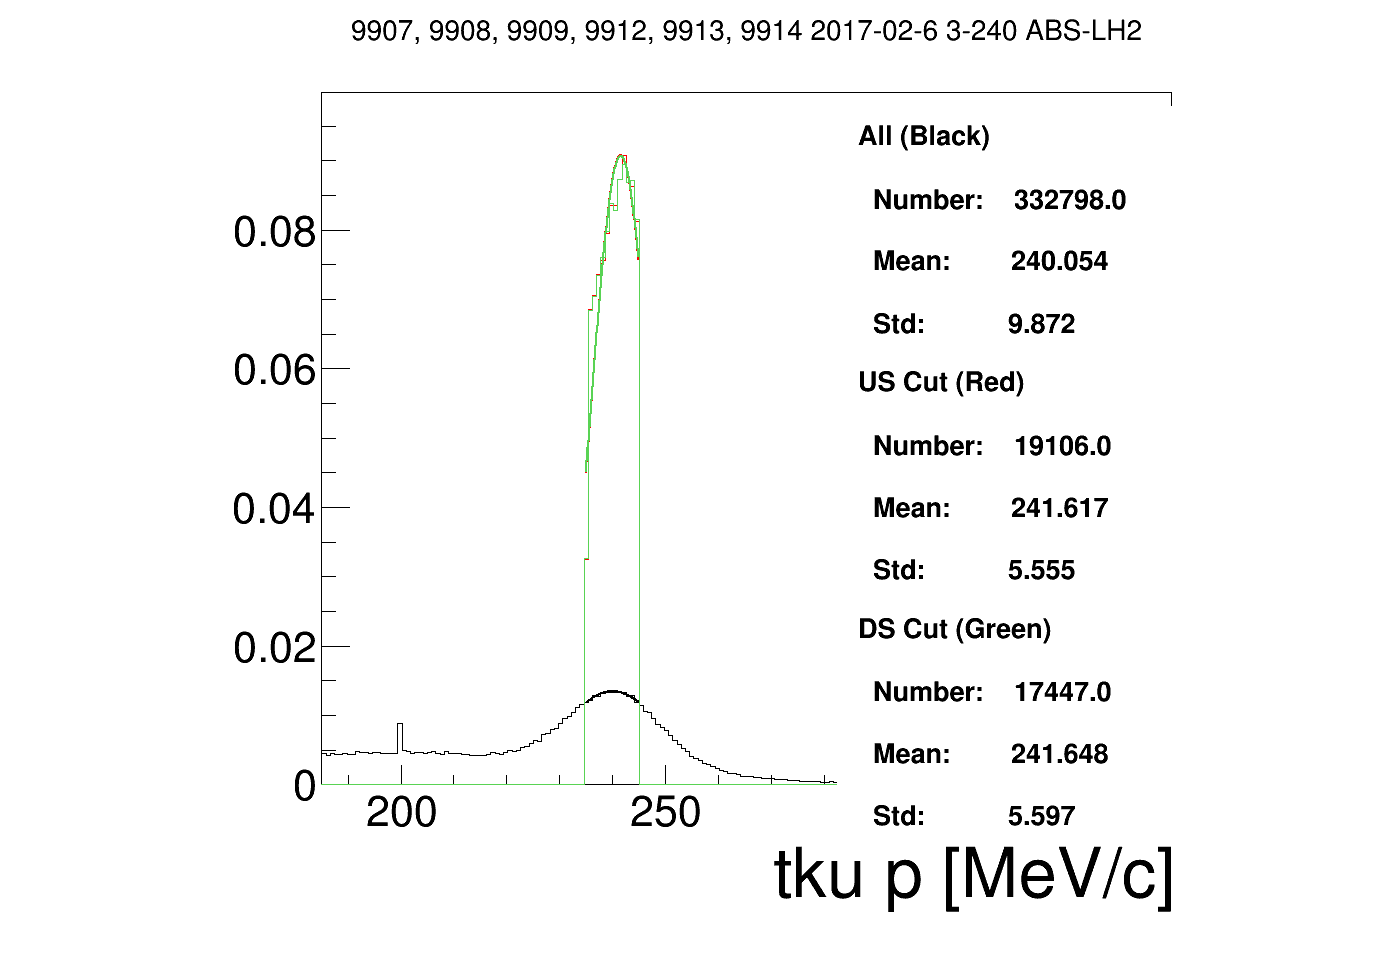 9907, 9908, 9909, 9912, 9913, 9914 2017-02-6 3-240 ABS-LH2
All (Black)
Number: 332798.0
Mean: 240.054
Std: 9.872
US Cut (Red)
Number: 19106.0
Mean: 241.617
Std: 5.555
DS Cut (Green)
Number: 17447.0
Mean: 241.648
Std: 5.597
0.08
0.06
0.04
0.02
0
200 250
tku p [MeV/c]